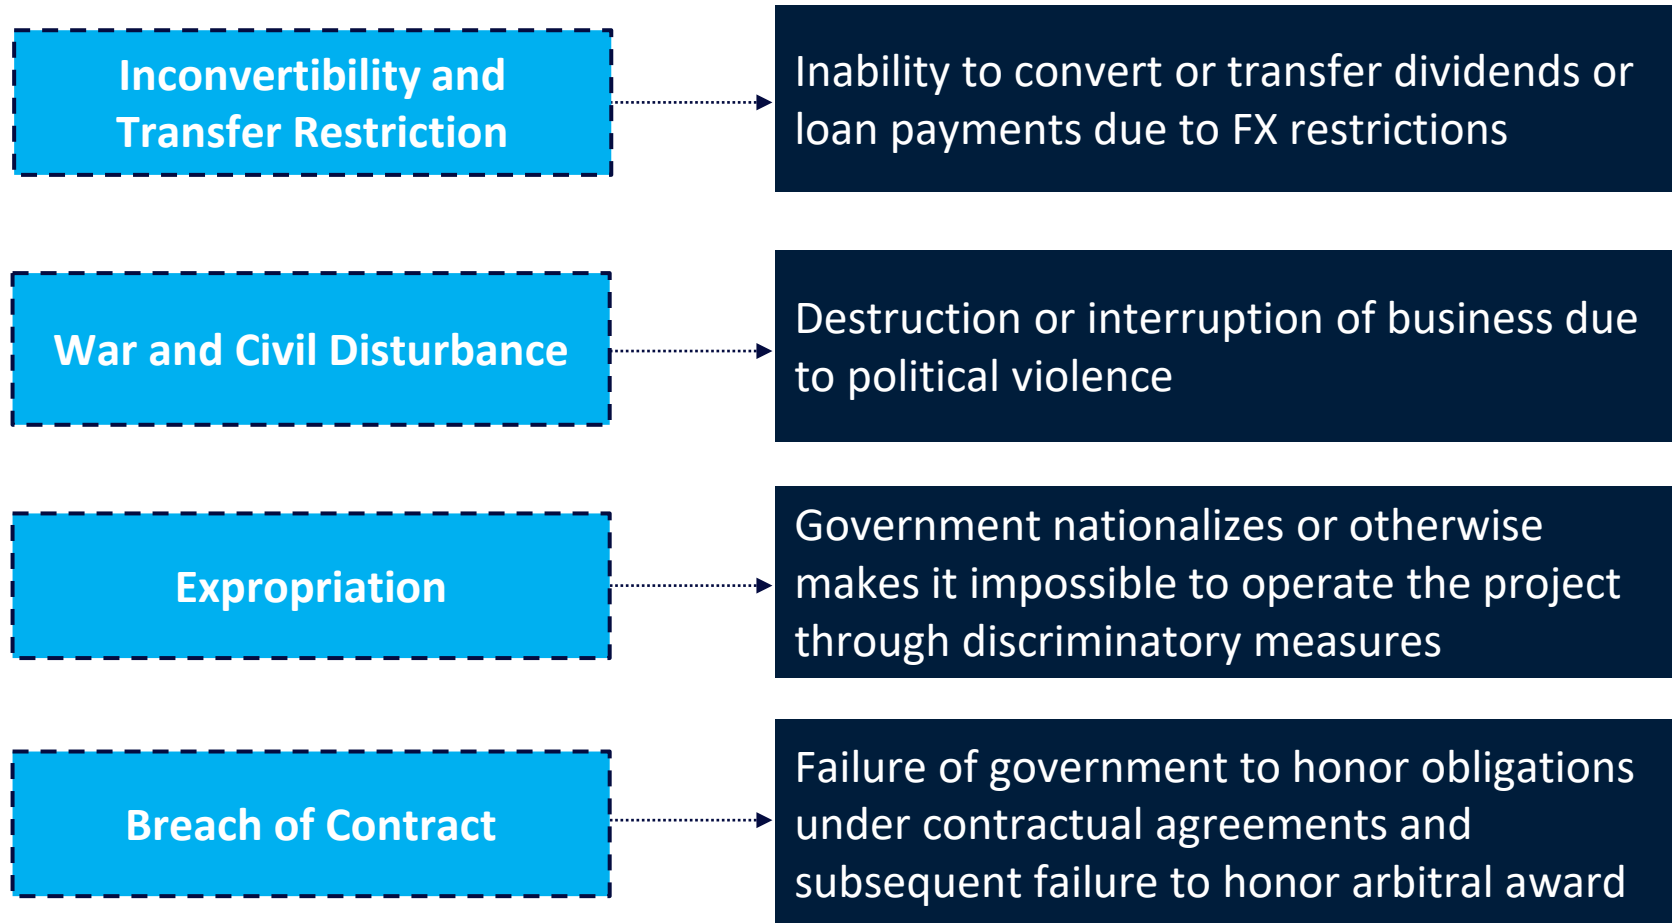 Inconvertibility and
Transfer Restriction
Inability to convert or transfer dividends or
loan payments due to FX restrictions
War and Civil Disturbance
Destruction or interruption of business due
to political violence
Expropriation
Government nationalizes or otherwise
makes it impossible to operate the project
through discriminatory measures
Breach of Contract
Failure of government to honor obligations
under contractual agreements and
subsequent failure to honor arbitral award